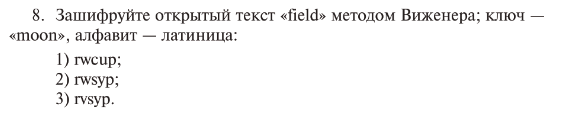 8. Зашифруйте открытый текст «field» методом Виженера; ключ —
«moon», алфавит — латиница:
1) rwcup;
2) rwsyp;
3) rvsyp.